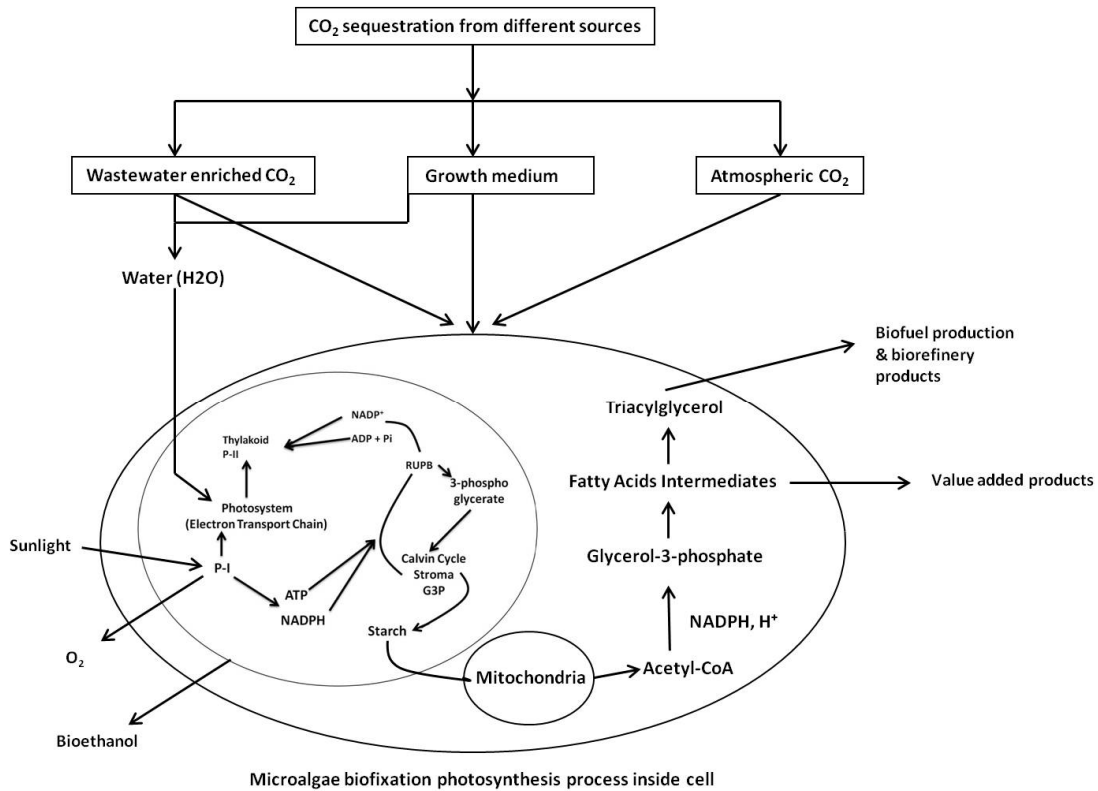 CO₂ sequestration from different sources
Wastewater enriched CO₂
Growth medium
Atmospheric CO₂
Water (H2O)
Biofuel production
& biorefinery
products
Triacylglycerol
NADP⁺
ADP + Pi
Thylakoid
P-II
RUPB
3-phospho
glycerate
Fatty Acids Intermediates
Value added products
Photosystem
(Electron Transport Chain)
Sunlight
P-I
Calvin Cycle
Stroma
G3P
Glycerol-3-phosphate
ATP
NADPH
NADPH, H⁺
Starch
O₂
Mitochondria
Acetyl-CoA
Bioethanol
Microalgae biofixation photosynthesis process inside cell